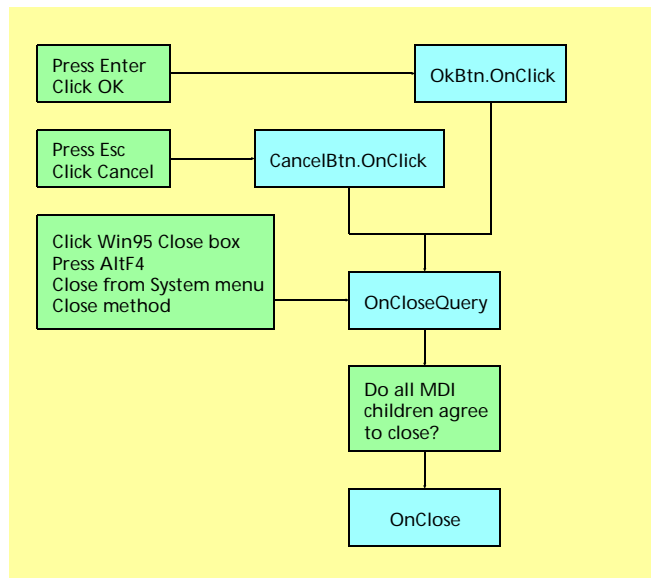 Press Enter
Click OK
OkBtn.OnClick
Press Esc
Click Cancel
CancelBtn.OnClick
Click Win95 Close box
Press AltF4
Close from System menu
Close method
OnCloseQuery
Do all MDI
children agree
to close?
OnClose